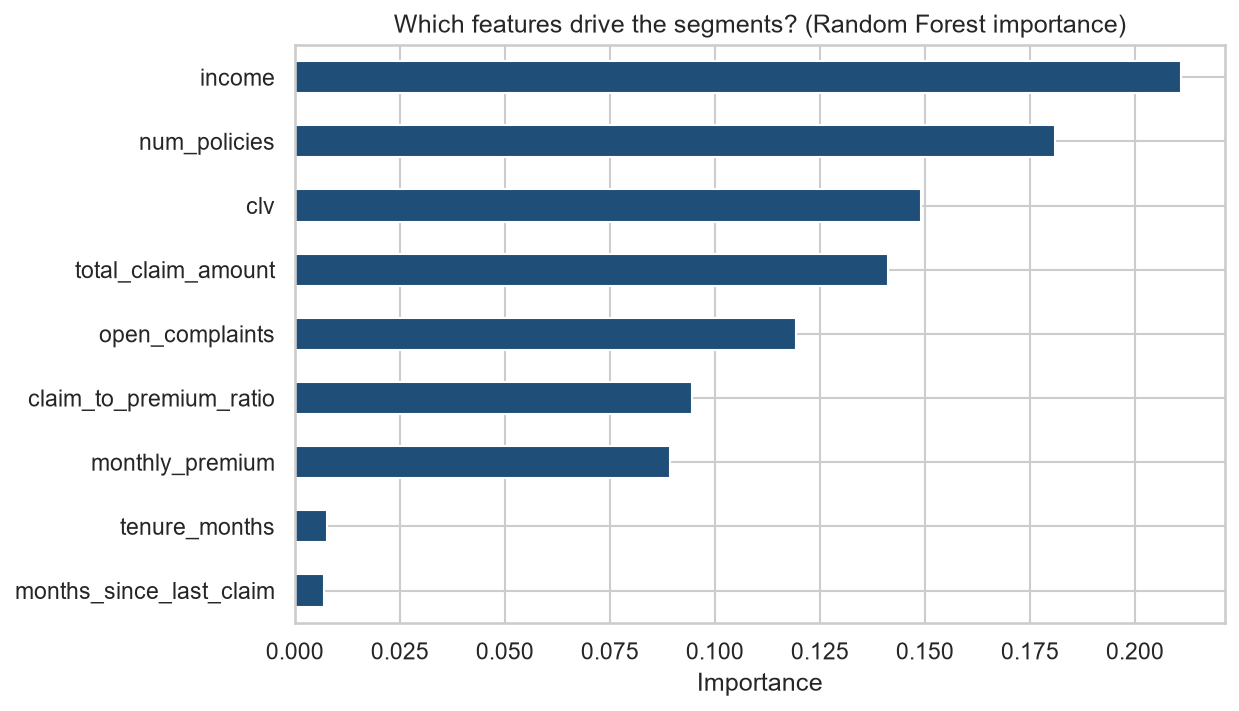 Which features drive the segments? (Random Forest importance)
income
num_policies
clv
total_claim_amount
open_complaints
claim_to_premium_ratio
monthly_premium
tenure_months
months_since_last_claim
0.000 0.025 0.050 0.075 0.100 0.125 0.150 0.175 0.200
Importance